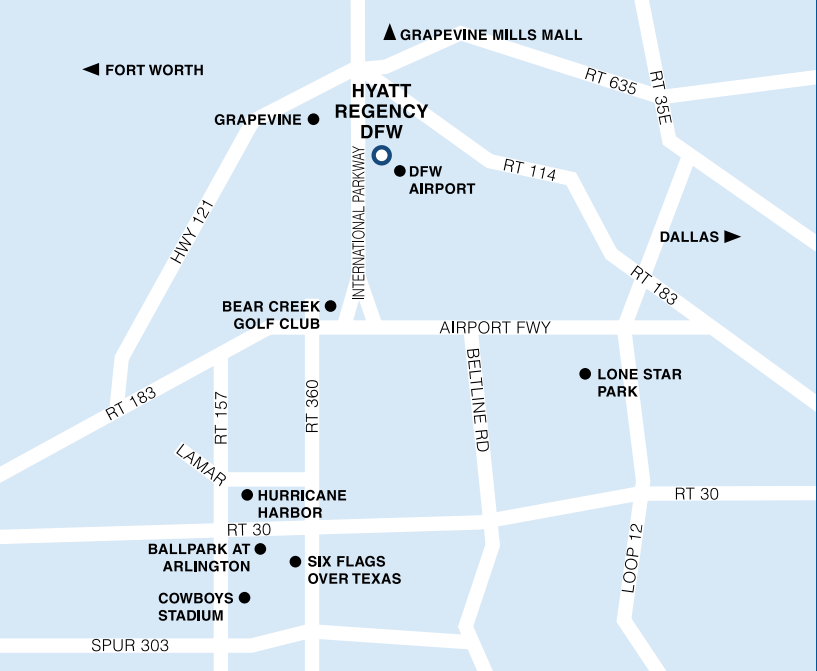 GRAPEVINE MILLS MALL
FORT WORTH
RT 635
RT 35E
HYATT
REGENCY
DFW
GRAPEVINE
INTERNATIONAL PARKWAY
DFW
AIRPORT
RT 114
HWY 121
DALLAS
RT 183
BEAR CREEK
GOLF CLUB
AIRPORT FWY
BELTLINE RD
LONE STAR
PARK
RT 183
RT 157
RT 360
LAMAR
HURRICANE
HARBOR
RT 30
RT 30
LOOP 12
BALLPARK AT
ARLINGTON
SIX FLAGS
OVER TEXAS
COWBOYS
STADIUM
SPUR 303